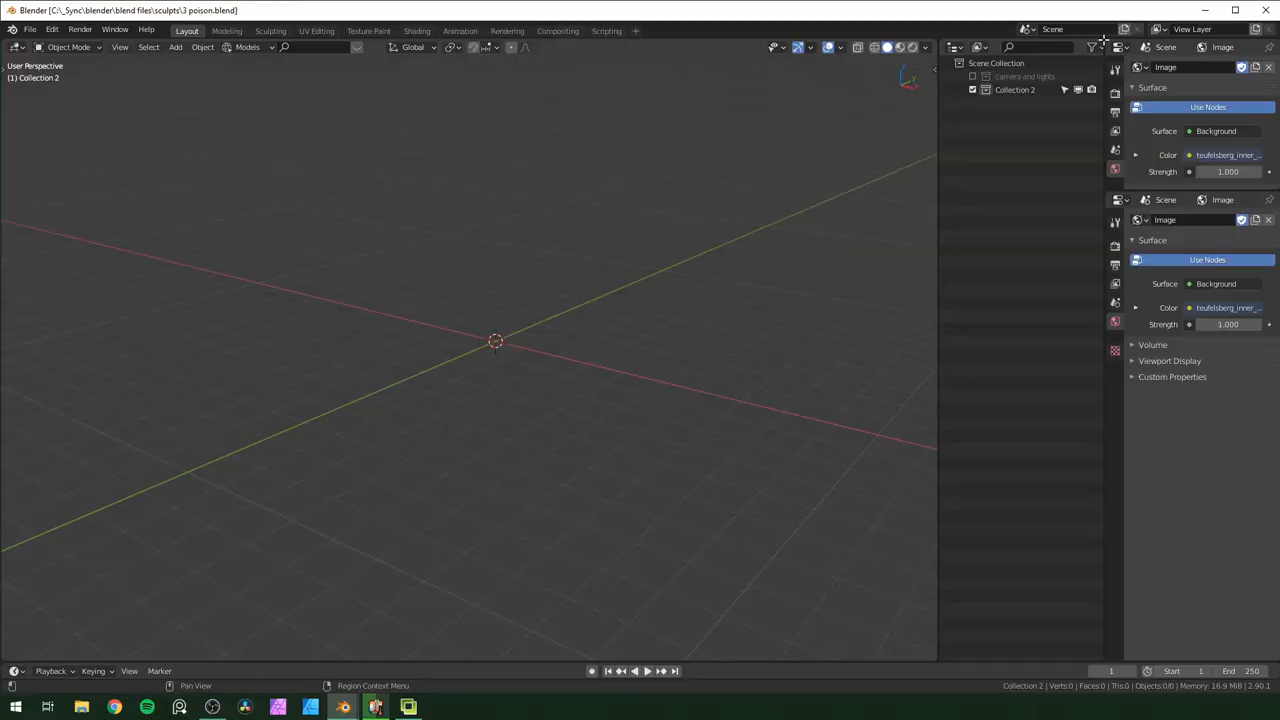 Blender [C:\_Sync\blender\blend files\sculpts\3 poison.blend]
File Edit Render Window Help Layout Modeling Sculpting UV Editing Texture Paint Shading Animation Rendering Compositing Scripting Scene View Layer
Object Mode View Select Add Object Models Global Scene Image
User Perspective
(1) Collection 2
Scene Collection
camera and lights
Collection 2
Image
Surface
Use Nodes
Surface Background
Color teufelsberg_inner_...
Strength 1.000
Scene Image
Image
Surface
Use Nodes
Surface Background
Color teufelsberg_inner_...
Strength 1.000
Volume
Viewport Display
Custom Properties
Playback Keying View Marker 1 Start 1 End 250
Pan View Region Context Menu Collection 2 | Verts:0 | Faces:0 | Tris:0 | Objects:0/0 | Memory: 16.9 MiB | 2.90.1